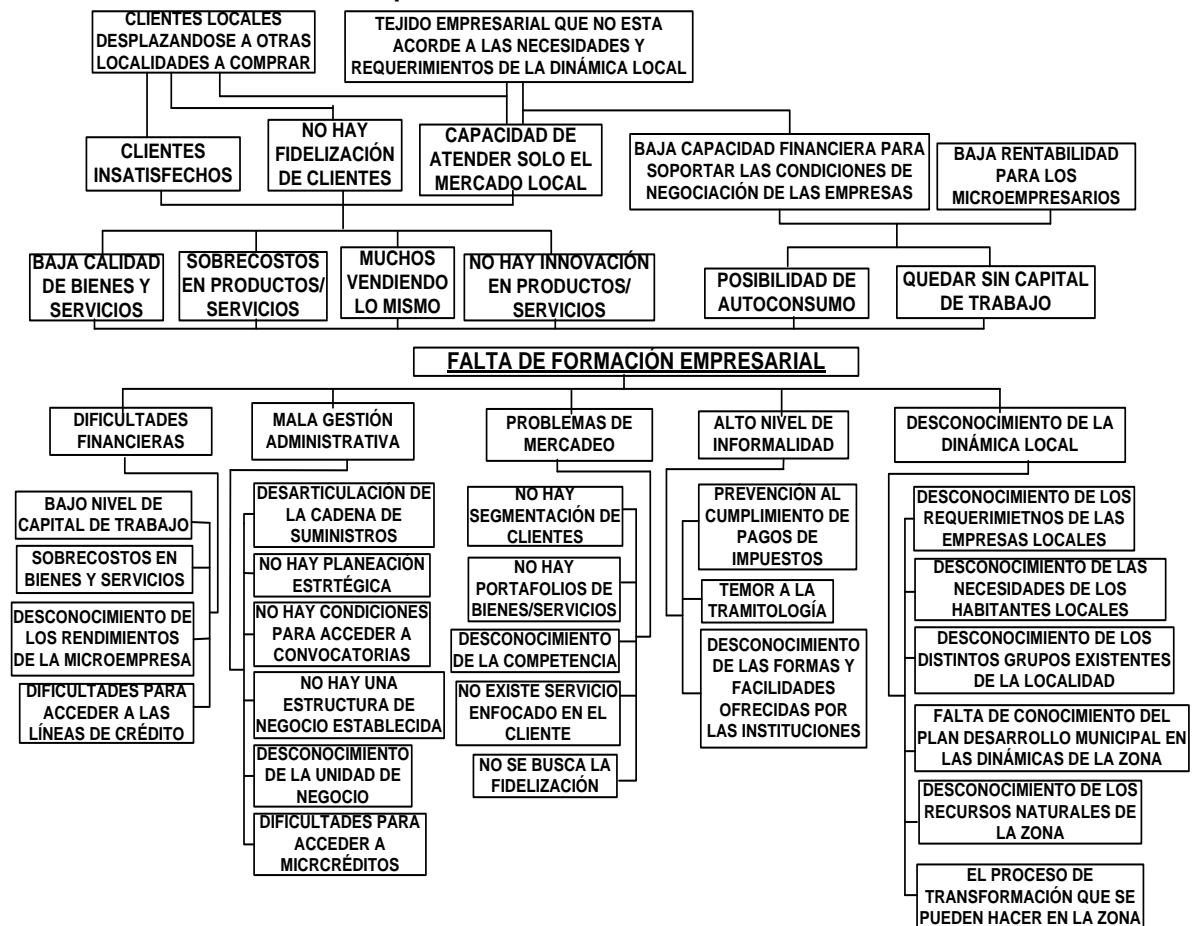 CLIENTES LOCALES
DESPLAZANDOSE A OTRAS
LOCALIDADES A COMPRAR
TEJIDO EMPRESARIAL QUE NO ESTA
ACORDE A LAS NECESIDADES Y
REQUERIMIENTOS DE LA DINÁMICA LOCAL
CLIENTES
INSATISFECHOS
NO HAY
FIDELIZACIÓN
DE CLIENTES
CAPACIDAD DE
ATENDER SOLO EL
MERCADO LOCAL
BAJA CAPACIDAD FINANCIERA PARA
SOPORTAR LAS CONDICIONES DE
NEGOCIACIÓN DE LAS EMPRESAS
BAJA RENTABILIDAD
PARA LOS
MICROEMPRESARIOS
BAJA CALIDAD
DE BIENES Y
SERVICIOS
SOBRECOSTOS
EN PRODUCTOS/
SERVICIOS
MUCHOS
VENDIENDO
LO MISMO
NO HAY INNOVACIÓN
EN PRODUCTOS/
SERVICIOS
POSIBILIDAD DE
AUTOCONSUMO
QUEDAR SIN CAPITAL
DE TRABAJO
FALTA DE FORMACIÓN EMPRESARIAL
DIFICULTADES
FINANCIERAS
MALA GESTIÓN
ADMINISTRATIVA
PROBLEMAS DE
MERCADEO
ALTO NIVEL DE
INFORMALIDAD
DESCONOCIMIENTO DE LA
DINÁMICA LOCAL
BAJO NIVEL DE
CAPITAL DE TRABAJO
SOBRECOSTOS EN
BIENES Y SERVICIOS
DESCONOCIMIENTO DE
LOS RENDIMIENTOS
DE LA MICROEMPRESA
DIFICULTADES PARA
ACCEDER A LAS
LÍNEAS DE CRÉDITO
DESARTICULACIÓN DE
LA CADENA DE
SUMINISTROS
NO HAY PLANEACIÓN
ESTRTÉGICA
NO HAY CONDICIONES
PARA ACCEDER A
CONVOCATORIAS
NO HAY UNA
ESTRUCTURA DE
NEGOCIO ESTABLECIDA
DESCONOCIMIENTO
DE LA UNIDAD DE
NEGOCIO
DIFICULTADES PARA
ACCEDER A
MICRCRÉDITOS
NO HAY
SEGMENTACIÓN DE
CLIENTES
NO HAY
PORTAFOLIOS DE
BIENES/SERVICIOS
DESCONOCIMIENTO
DE LA COMPETENCIA
NO EXISTE SERVICIO
ENFOCADO EN EL
CLIENTE
NO SE BUSCA LA
FIDELIZACIÓN
PREVENCIÓN AL
CUMPLIMIENTO DE
PAGOS DE
IMPUESTOS
TEMOR A LA
TRAMITOLOGÍA
DESCONOCIMIENTO
DE LAS FORMAS Y
FACILIDADES
OFRECIDAS POR
LAS INSTITUCIONES
DESCONOCIMIENTO DE LOS
REQUERIMIETNOS DE LAS
EMPRESAS LOCALES
DESCONOCIMIENTO DE LAS
NECESIDADES DE LOS
HABITANTES LOCALES
DESCONOCIMIENTO DE LOS
DISTINTOS GRUPOS EXISTENTES
DE LA LOCALIDAD
FALTA DE CONOCIMIENTO DEL
PLAN DESARROLLO MUNICIPAL EN
LAS DINÁMICAS DE LA ZONA
DESCONOCIMIENTO DE LOS
RECURSOS NATURALES DE
LA ZONA
EL PROCESO DE
TRANSFORMACIÓN QUE SE
PUEDEN HACER EN LA ZONA